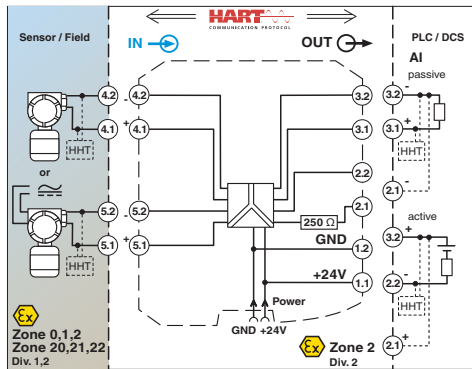 HART
COMMUNICATION PROTOCOL
Sensor / Field
IN
OUT
PLC / DCS
AI
passive
4.2
-
4.2
3.2
3.2
-
4.1
+
4.1
3.1
3.1
+
HHT
HHT
2.2
2.1
-
or
5.2
-
5.2
2.1
active
250 Ω
3.2
+
5.1
+
5.1
GND
1.2
HHT
+24V
1.1
2.2
-
HHT
Power
GND +24V
2.1
+
Ex
Zone 0,1,2
Zone 20,21,22
Div. 1,2
Ex
Zone 2
Div. 2